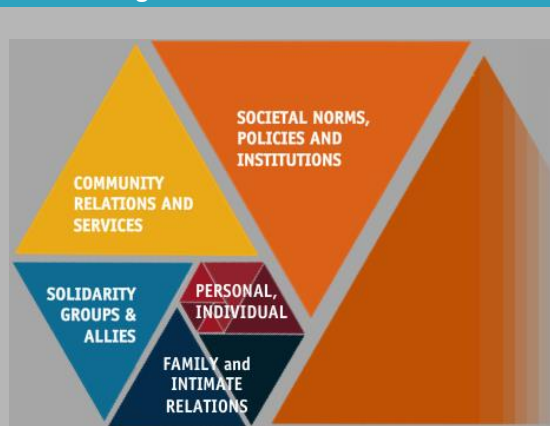 SOCIETAL NORMS,
POLICIES AND
INSTITUTIONS
COMMUNITY
RELATIONS AND
SERVICES
SOLIDARITY
GROUPS &
ALLIES
PERSONAL,
INDIVIDUAL
FAMILY and
INTIMATE
RELATIONS